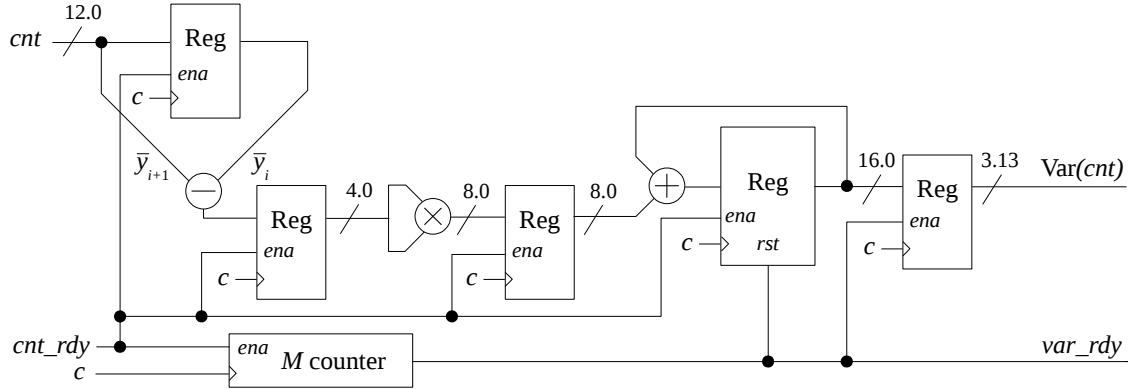 12.0
cnt
Reg
ena
c
ȳᵢ₊₁
ȳᵢ
−
4.0
8.0
8.0
16.0
3.13
Reg
ena
c
×
Reg
ena
c
+
Reg
ena
c
rst
Reg
ena
c
Var(cnt)
cnt_rdy
ena
M counter
c
var_rdy